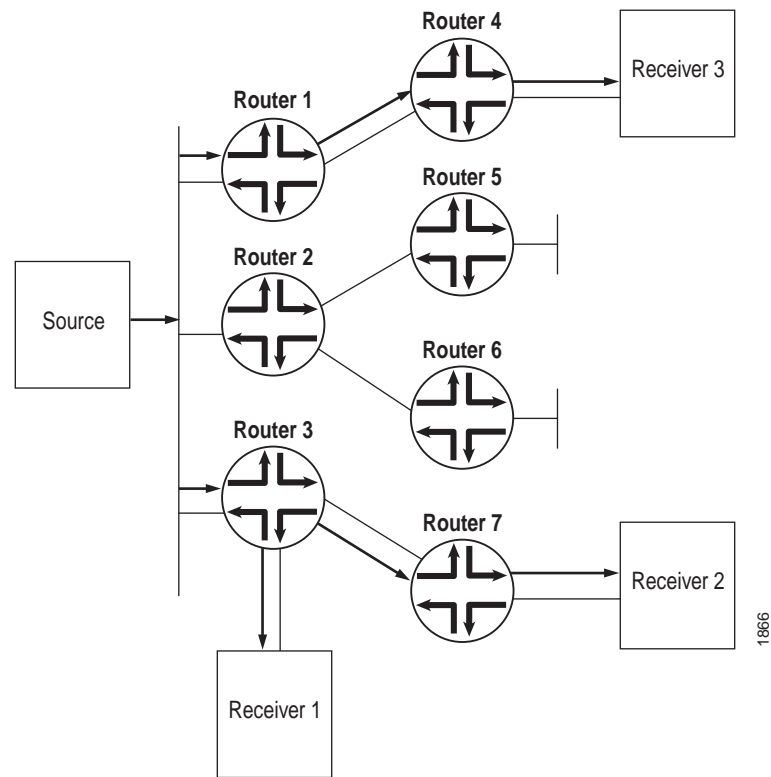 Router 4
Receiver 3
Router 1
Router 5
Router 2
Source
Router 6
Router 3
Router 7
Receiver 2
Receiver 1
1866